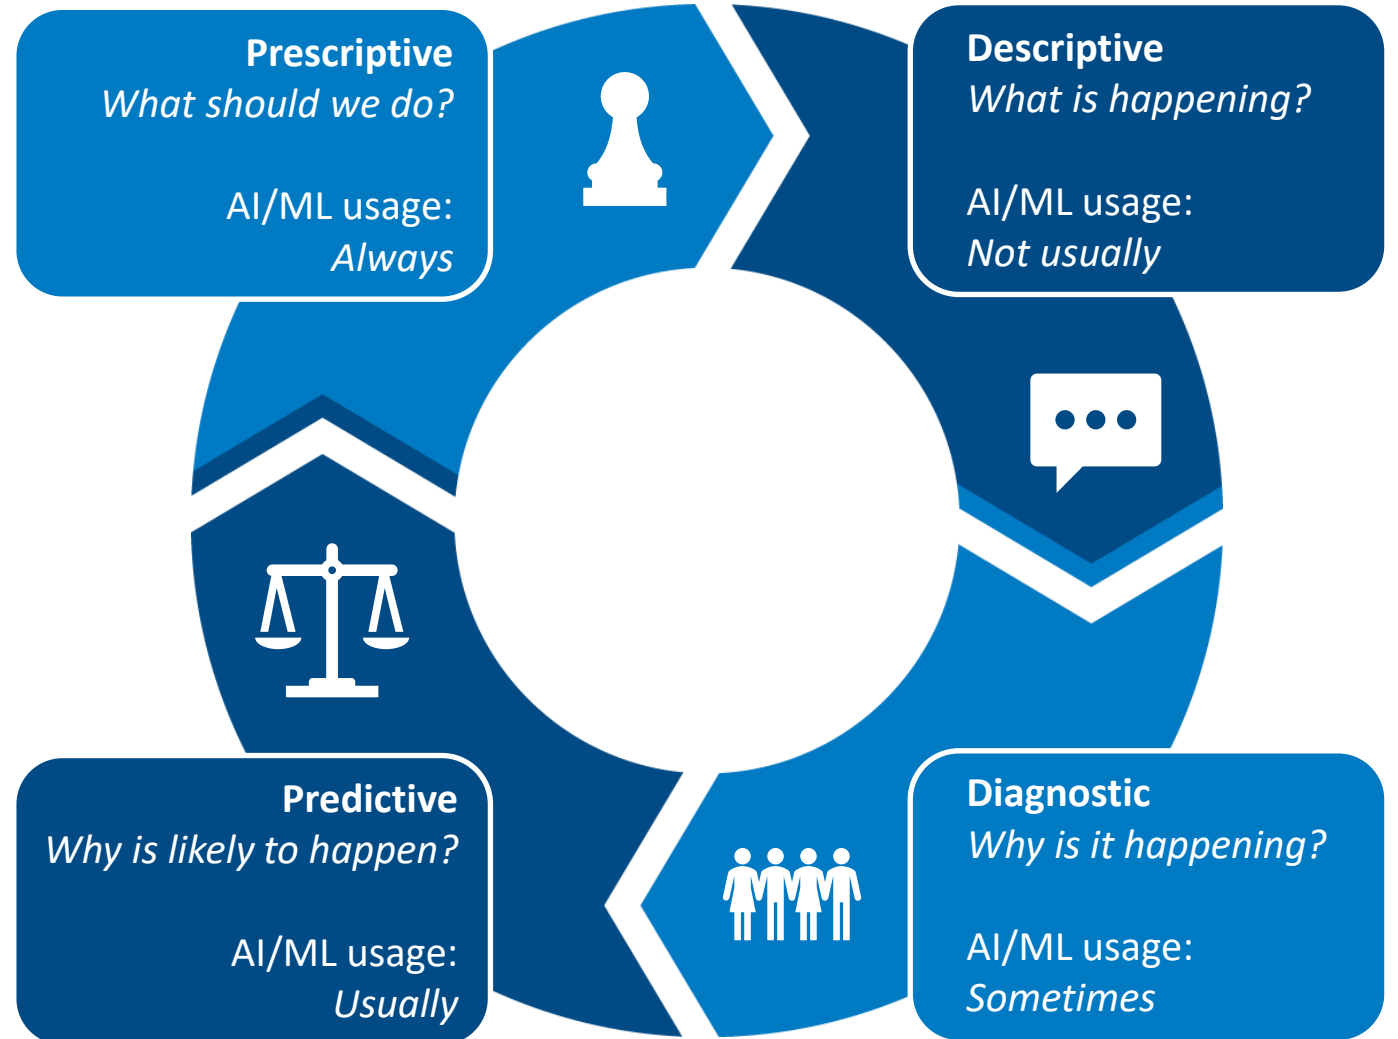 Prescriptive
What should we do?
AI/ML usage:
Always
Descriptive
What is happening?
AI/ML usage:
Not usually
Predictive
Why is likely to happen?
AI/ML usage:
Usually
Diagnostic
Why is it happening?
AI/ML usage:
Sometimes